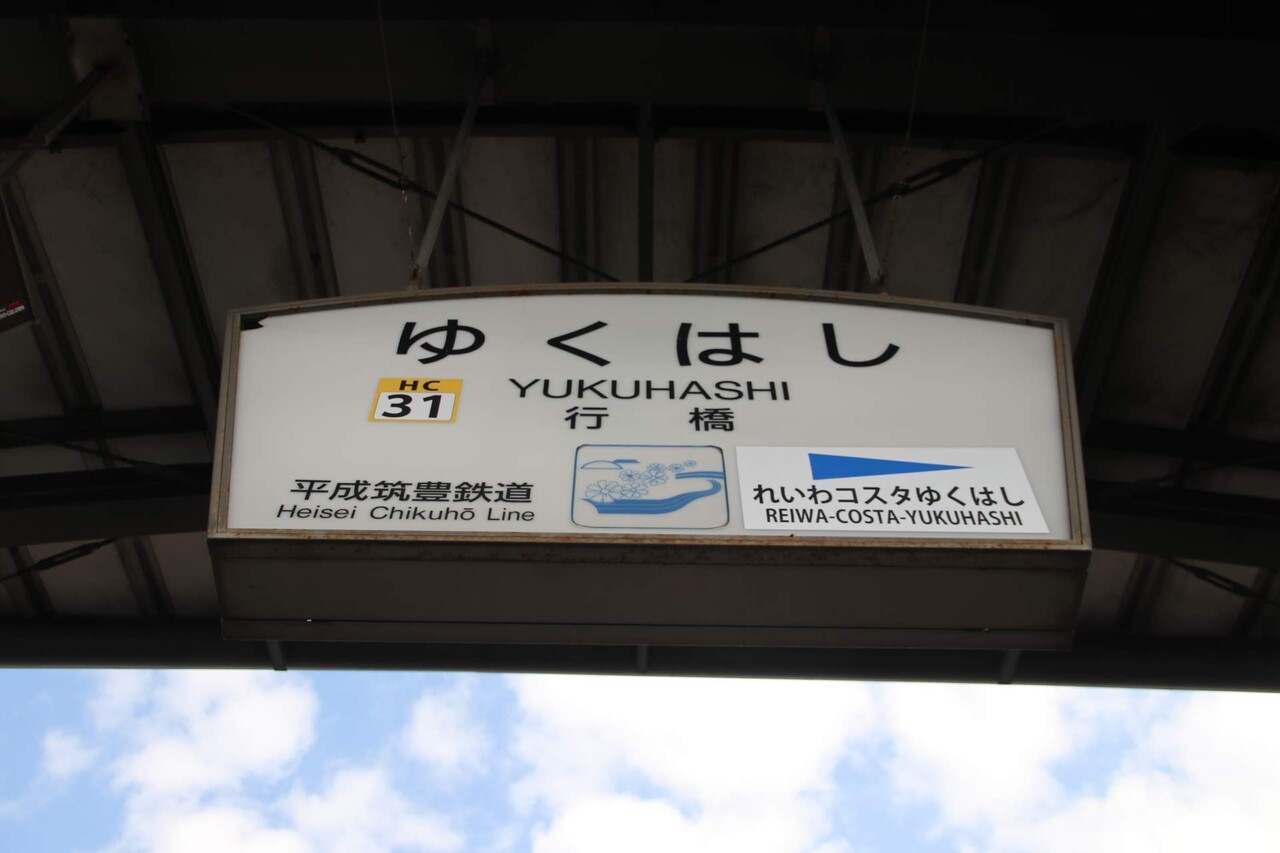 ゆくはし
HC
31
YUKUHASHI
行橋
平成筑豊鉄道
Heisei Chikuhō Line
れいわコスタゆくはし
REIWA-COSTA-YUKUHASHI